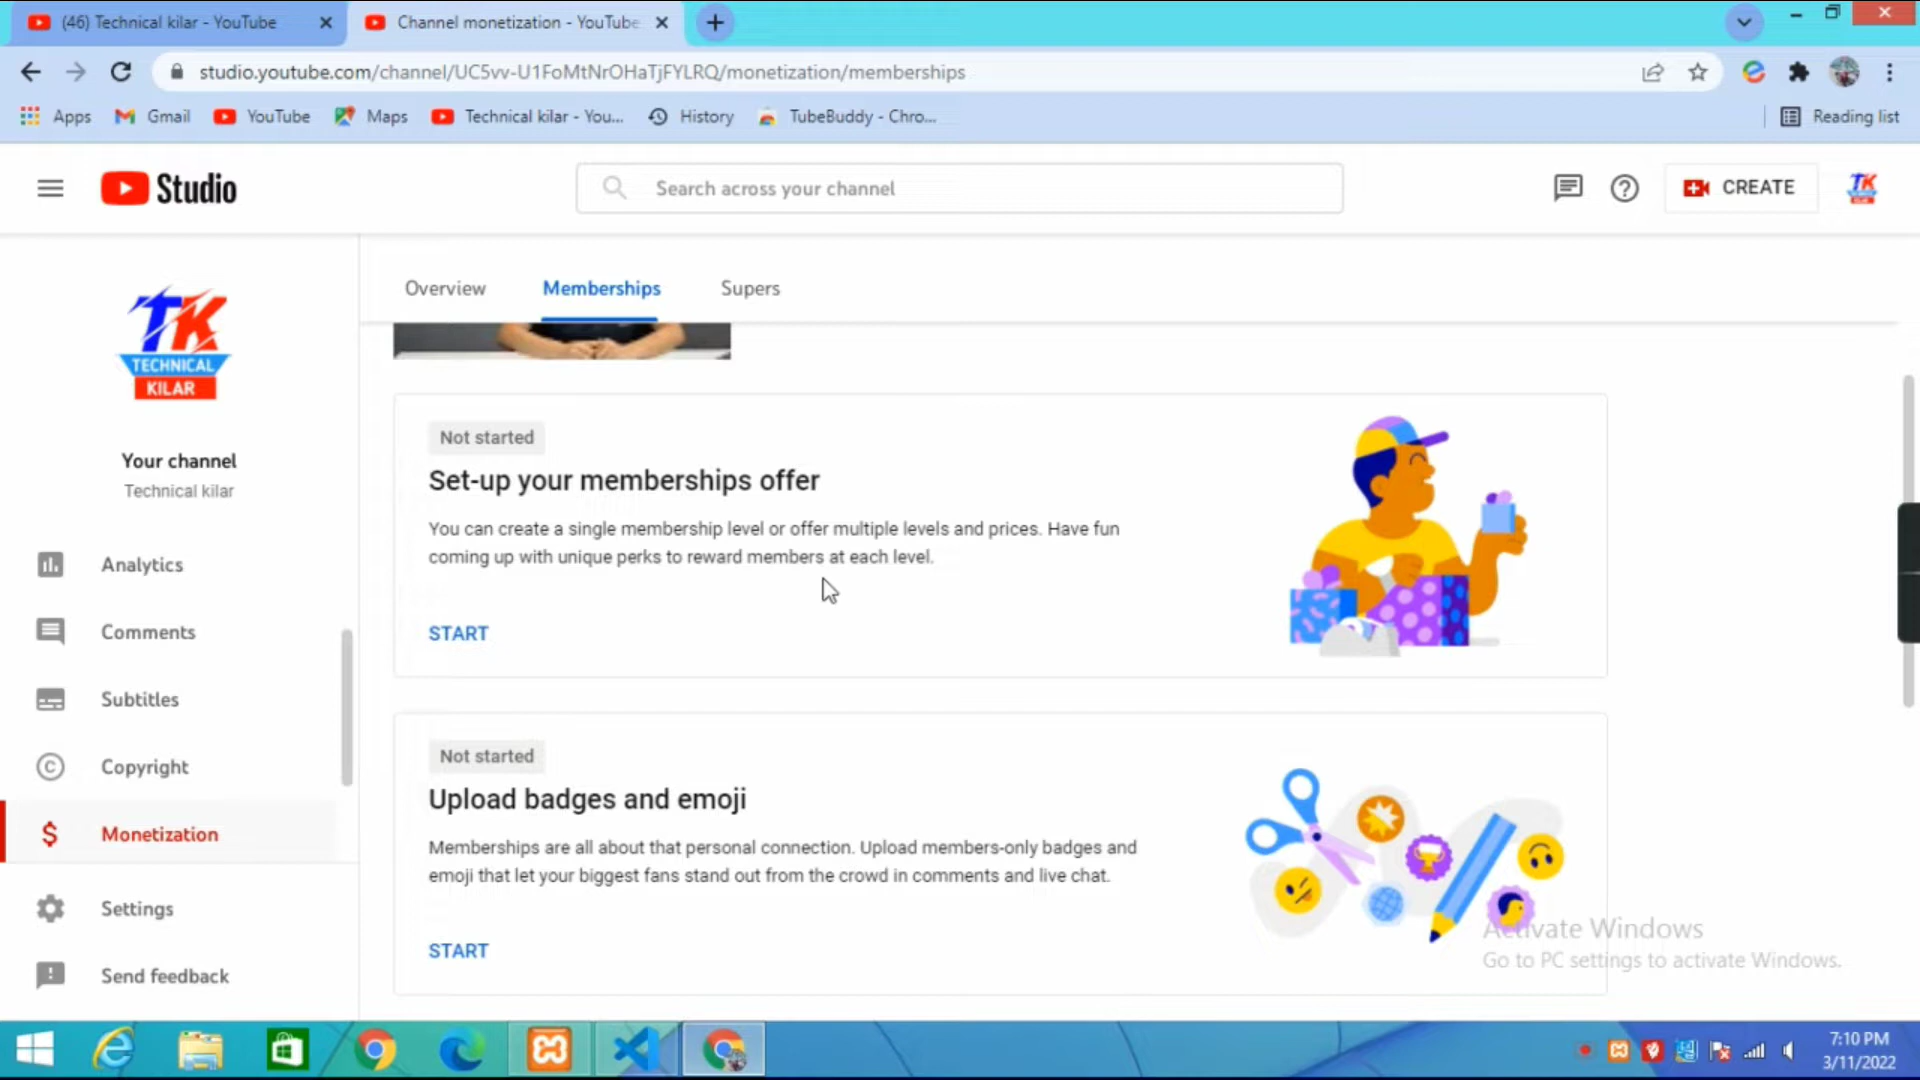 (46) Technical kilar - YouTube
Channel monetization - YouTube
studio.youtube.com/channel/UC5vv-U1FoMtNrOHaTjFYLRQ/monetization/memberships
Apps
Gmail
YouTube
Maps
Technical kilar - You...
History
TubeBuddy - Chro...
Reading list
Studio
Search across your channel
CREATE
TK
TECHNICAL
KILAR
Your channel
Technical kilar
Analytics
Comments
Subtitles
Copyright
Monetization
Settings
Send feedback
Overview
Memberships
Supers
Not started
Set-up your memberships offer
You can create a single membership level or offer multiple levels and prices. Have fun
coming up with unique perks to reward members at each level.
START
Not started
Upload badges and emoji
Memberships are all about that personal connection. Upload members-only badges and
emoji that let your biggest fans stand out from the crowd in comments and live chat.
START
Activate Windows
Go to PC settings to activate Windows.
7:10 PM
3/11/2022